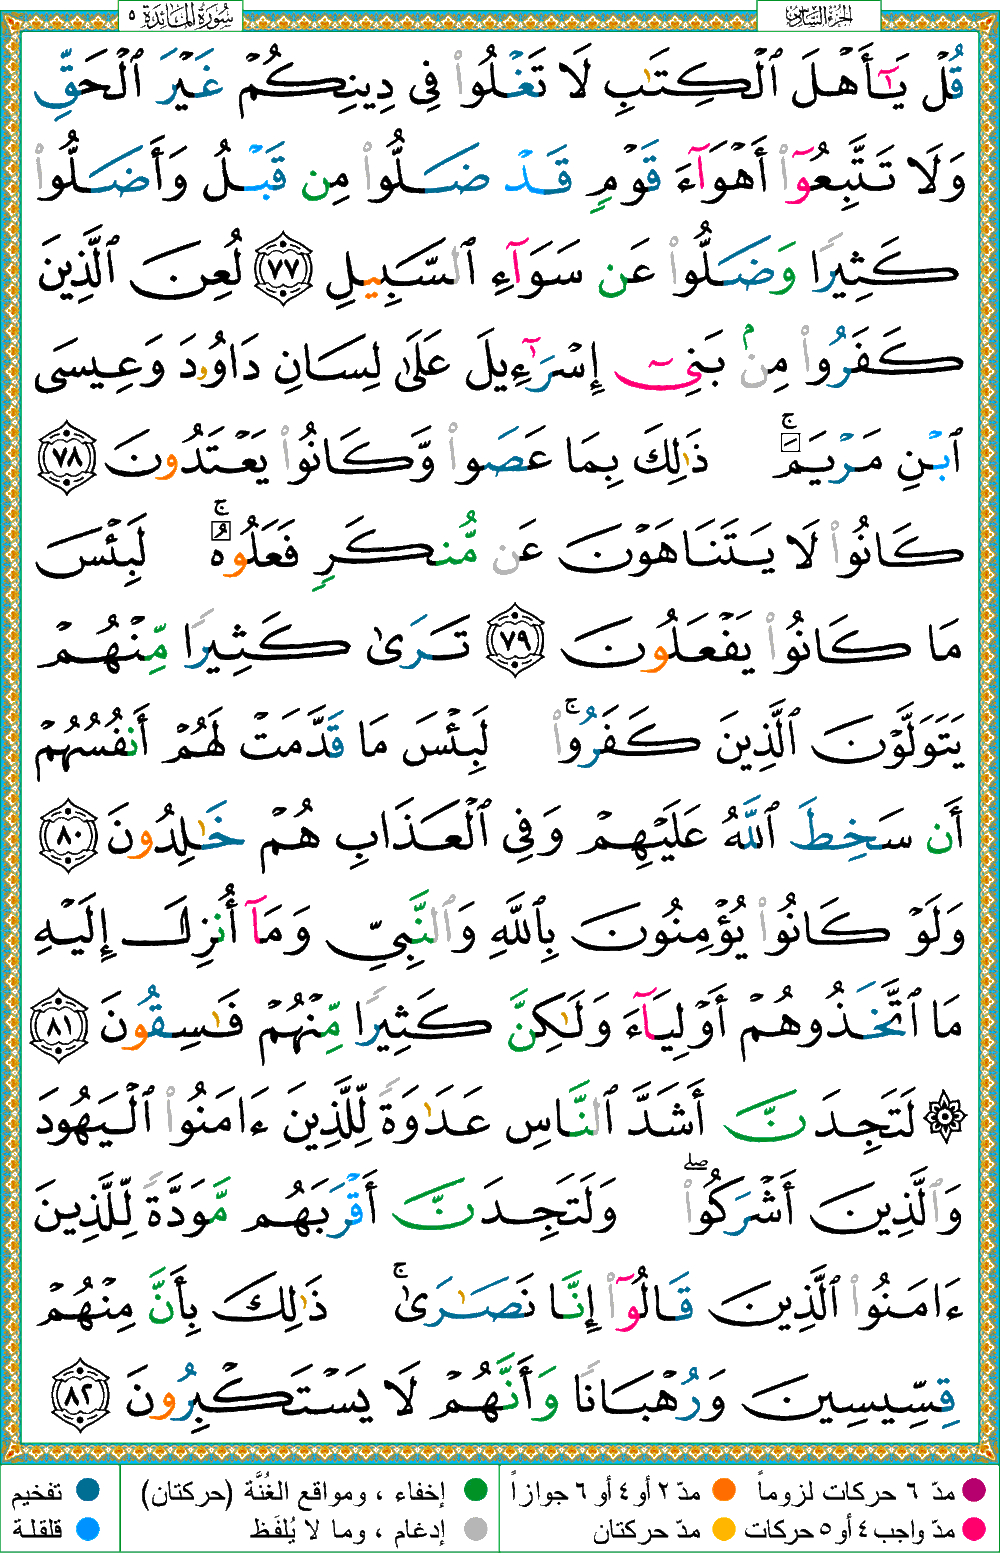 الجزء السادس
سورة المائدة ٥
قُلْ يَـٰٓأَهْلَ ٱلْكِتَـٰبِ لَا تَغْلُوا۟ فِى دِينِكُمْ غَيْرَ ٱلْحَقِّ
وَلَا تَتَّبِعُوٓا۟ أَهْوَآءَ قَوْمٍ قَدْ ضَلُّوا۟ مِن قَبْلُ وَأَضَلُّوا۟
كَثِيرًا وَضَلُّوا۟ عَن سَوَآءِ ٱلسَّبِيلِ ٧٧ لُعِنَ ٱلَّذِينَ
كَفَرُوا۟ مِنۢ بَنِىٓ إِسْرَٰٓءِيلَ عَلَىٰ لِسَانِ دَاوُۥدَ وَعِيسَى
ٱبْنِ مَرْيَمَ ۚ ذَٰلِكَ بِمَا عَصَوا۟ وَّكَانُوا۟ يَعْتَدُونَ ٧٨
كَانُوا۟ لَا يَتَنَاهَوْنَ عَن مُّنكَرٍ فَعَلُوهُ ۚ لَبِئْسَ
مَا كَانُوا۟ يَفْعَلُونَ ٧٩ تَرَىٰ كَثِيرًا مِّنْهُمْ
يَتَوَلَّوْنَ ٱلَّذِينَ كَفَرُوا۟ ۚ لَبِئْسَ مَا قَدَّمَتْ لَهُمْ أَنفُسُهُمْ
أَن سَخِطَ ٱللَّهُ عَلَيْهِمْ وَفِى ٱلْعَذَابِ هُمْ خَـٰلِدُونَ ٨٠
وَلَوْ كَانُوا۟ يُؤْمِنُونَ بِٱللَّهِ وَٱلنَّبِىِّ وَمَآ أُنزِلَ إِلَيْهِ
مَا ٱتَّخَذُوهُمْ أَوْلِيَآءَ وَلَـٰكِنَّ كَثِيرًا مِّنْهُمْ فَـٰسِقُونَ ٨١
۞ لَتَجِدَنَّ أَشَدَّ ٱلنَّاسِ عَدَٰوَةً لِّلَّذِينَ ءَامَنُوا۟ ٱلْيَهُودَ
وَٱلَّذِينَ أَشْرَكُوا۟ ۖ وَلَتَجِدَنَّ أَقْرَبَهُم مَّوَدَّةً لِّلَّذِينَ
ءَامَنُوا۟ ٱلَّذِينَ قَالُوٓا۟ إِنَّا نَصَـٰرَىٰ ۚ ذَٰلِكَ بِأَنَّ مِنْهُمْ
قِسِّيسِينَ وَرُهْبَانًا وَأَنَّهُمْ لَا يَسْتَكْبِرُونَ ٨٢
مدّ ٦ حركات لزوماً
مدّ ٢ أو ٤ أو ٦ جوازاً
إخفاء ، ومواقع الغُنَّة (حركتان)
تفخيم
مدّ واجب ٤ أو ٥ حركات
مدّ حركتان
إدغام ، وما لا يُلفَظ
قلقلة